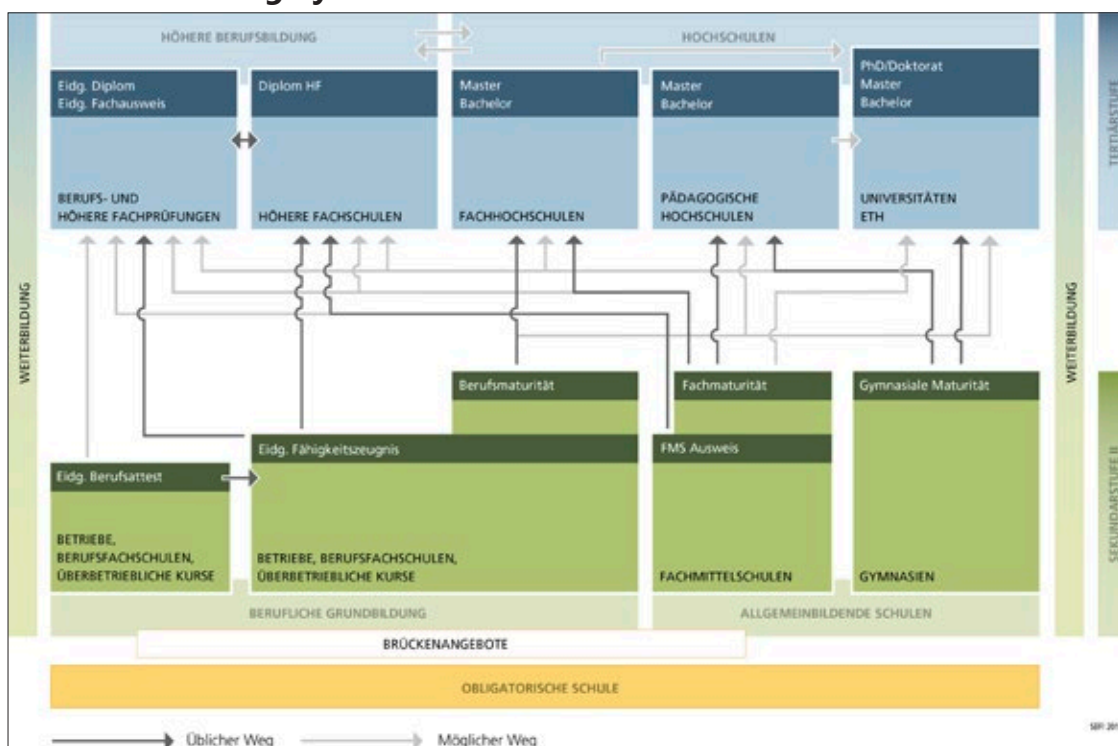 HÖHERE BERUFSBILDUNG
HOCHSCHULEN
Eidg. Diplom
Eidg. Fachausweis
BERUFS- UND
HÖHERE FACHPRÜFUNGEN
Diplom HF
HÖHERE FACHSCHULEN
Master
Bachelor
FACHHOCHSCHULEN
Master
Bachelor
PÄDAGOGISCHE
HOCHSCHULEN
PhD/Doktorat
Master
Bachelor
UNIVERSITÄTEN
ETH
TERTIÄRSTUFE
WEITERBILDUNG
WEITERBILDUNG
Berufsmaturität
Fachmaturität
Gymnasiale Maturität
Eidg. Fähigkeitszeugnis
FMS Ausweis
Eidg. Berufsattest
BETRIEBE,
BERUFSFACHSCHULEN,
ÜBERBETRIEBLICHE KURSE
BETRIEBE, BERUFSFACHSCHULEN,
ÜBERBETRIEBLICHE KURSE
FACHMITTELSCHULEN
GYMNASIEN
SEKUNDARSTUFE II
BERUFLICHE GRUNDBILDUNG
ALLGEMEINBILDENDE SCHULEN
BRÜCKENANGEBOTE
OBLIGATORISCHE SCHULE
Üblicher Weg
Möglicher Weg